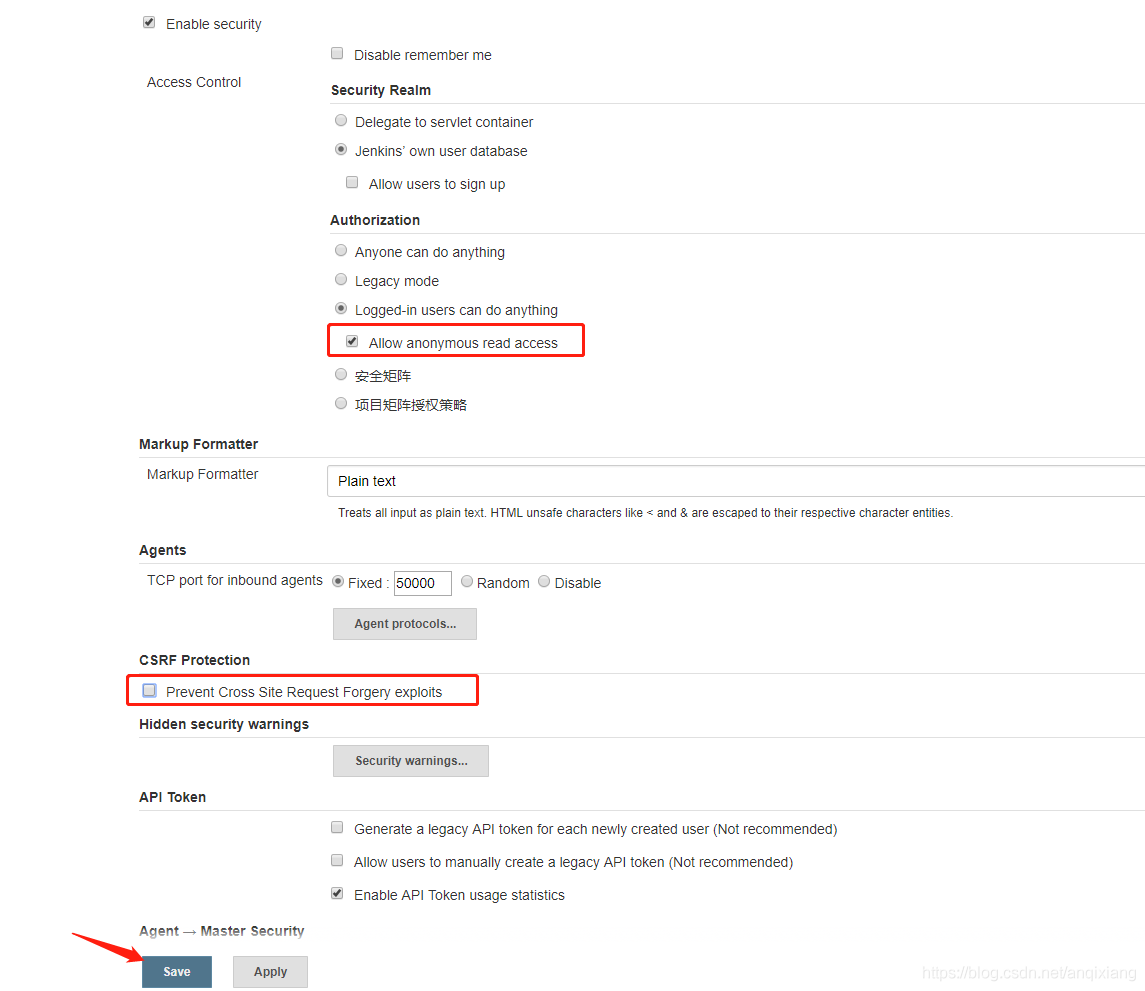 Enable security
Disable remember me
Access Control
Security Realm
Delegate to servlet container
Jenkins' own user database
Allow users to sign up
Authorization
Anyone can do anything
Legacy mode
Logged-in users can do anything
Allow anonymous read access
安全矩阵
项目矩阵授权策略
Markup Formatter
Markup Formatter
Plain text
Treats all input as plain text. HTML unsafe characters like < and & are escaped to their respective character entities.
Agents
TCP port for inbound agents Fixed : 50000 Random Disable
Agent protocols...
CSRF Protection
Prevent Cross Site Request Forgery exploits
Hidden security warnings
Security warnings...
API Token
Generate a legacy API token for each newly created user (Not recommended)
Allow users to manually create a legacy API token (Not recommended)
Enable API Token usage statistics
Agent → Master Security
Save Apply
https://blog.csdn.net/anqixiang